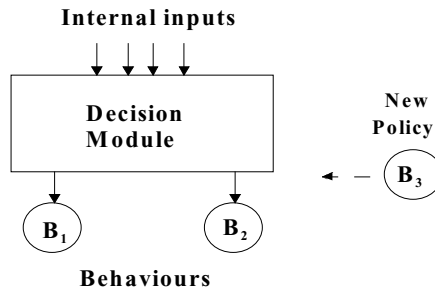 Internal inputs
Decision
Module
New
Policy
B3
B1
B2
Behaviours